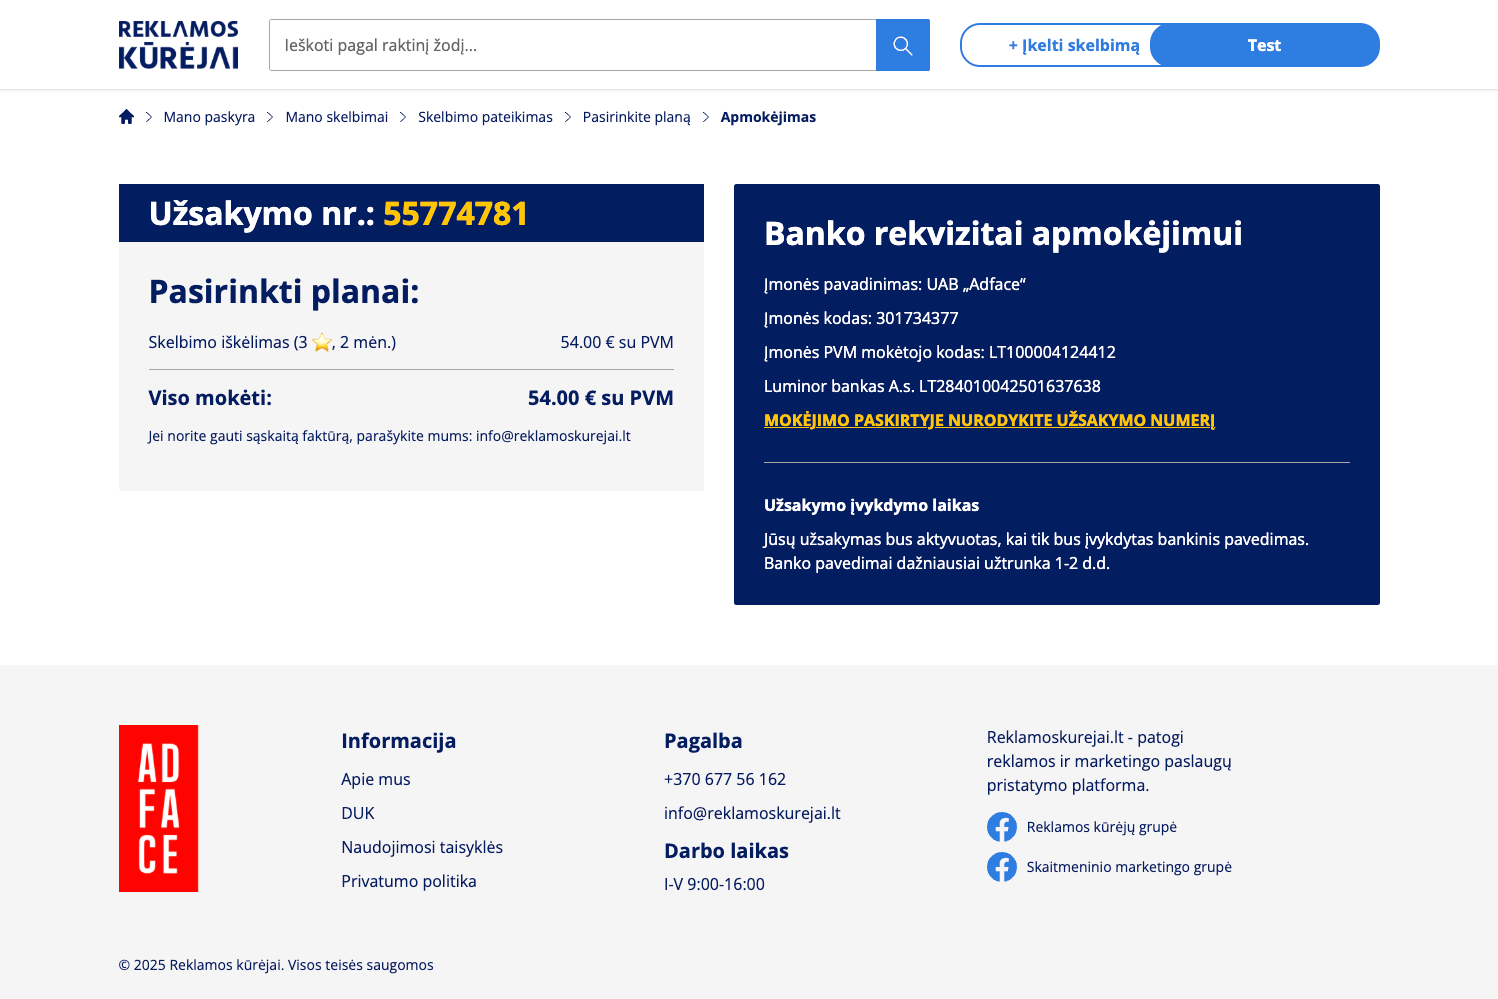 REKLAMOS
KŪRĖJAI
Ieškoti pagal raktinį žodį...
+ Įkelti skelbimą
Test
Mano paskyra
Mano skelbimai
Skelbimo pateikimas
Pasirinkite planą
Apmokėjimas
Užsakymo nr.: 55774781
Pasirinkti planai:
Skelbimo iškėlimas (3 ⭐, 2 mėn.) 54.00 € su PVM
Viso mokėti: 54.00 € su PVM
Jei norite gauti sąskaitą faktūrą, parašykite mums: info@reklamoskurejai.lt
Banko rekvizitai apmokėjimui
Įmonės pavadinimas: UAB „Adface“
Įmonės kodas: 301734377
Įmonės PVM mokėtojo kodas: LT100004124412
Luminor bankas A.s. LT284010042501637638
MOKĖJIMO PASKIRTYJE NURODYKITE UŽSAKYMO NUMERĮ
Užsakymo įvykdymo laikas
Jūsų užsakymas bus aktyvuotas, kai tik bus įvykdytas bankinis pavedimas.
Banko pavedimai dažniausiai užtrunka 1-2 d.d.
AD
FA
CE
Informacija
Apie mus
DUK
Naudojimosi taisyklės
Privatumo politika
Pagalba
+370 677 56 162
info@reklamoskurejai.lt
Darbo laikas
I-V 9:00-16:00
Reklamoskurejai.lt - patogi
reklamos ir marketingo paslaugų
pristatymo platforma.
Reklamos kūrėjų grupė
Skaitmeninio marketingo grupė
© 2025 Reklamos kūrėjai. Visos teisės saugomos